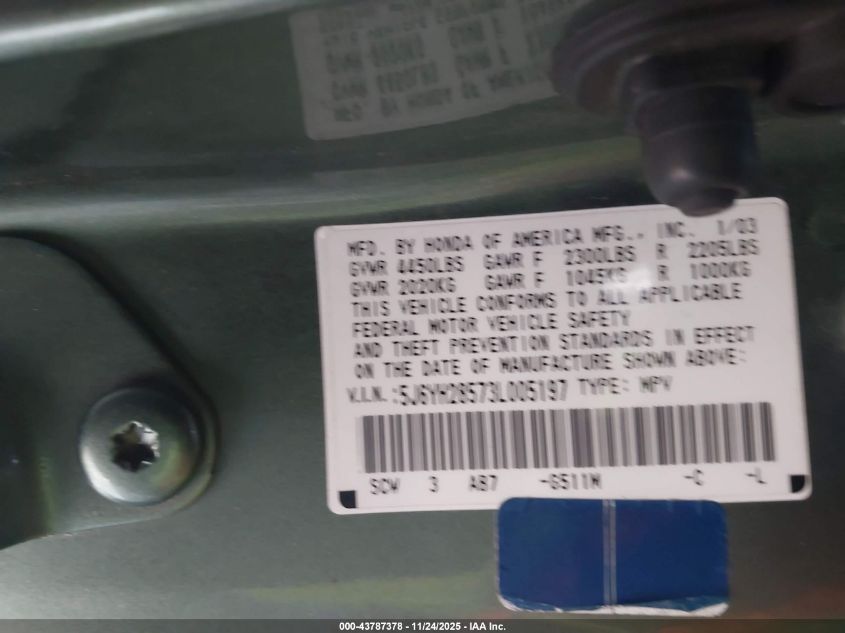 MFD. BY HONDA OF AMERICA MFG., INC. 1/03
GVWR 4450LBS GAWR F 2300LBS R 2205LBS
GVWR 2020KG GAWR F 1045KG R 1000KG
THIS VEHICLE CONFORMS TO ALL APPLICABLE
FEDERAL MOTOR VEHICLE SAFETY
AND THEFT PREVENTION STANDARDS IN EFFECT
ON THE DATE OF MANUFACTURE SHOWN ABOVE:
V.I.N.:5J6YH28573L005197 TYPE: MPV
SCV 3 A87 -G511M -C -L
000-43787378 - 11/24/2025 - IAA Inc.